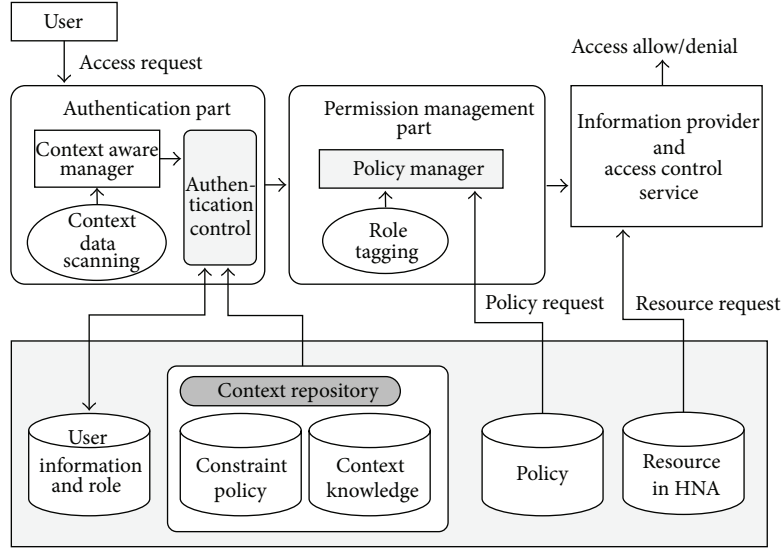 User
Access request
Access allow/denial
Authentication part
Context aware
manager
Authen-
tication
control
Context
data
scanning
Permission management
part
Policy manager
Role
tagging
Information provider
and
access control
service
Policy request
Resource request
Context repository
User
information
and role
Constraint
policy
Context
knowledge
Policy
Resource
in HNA